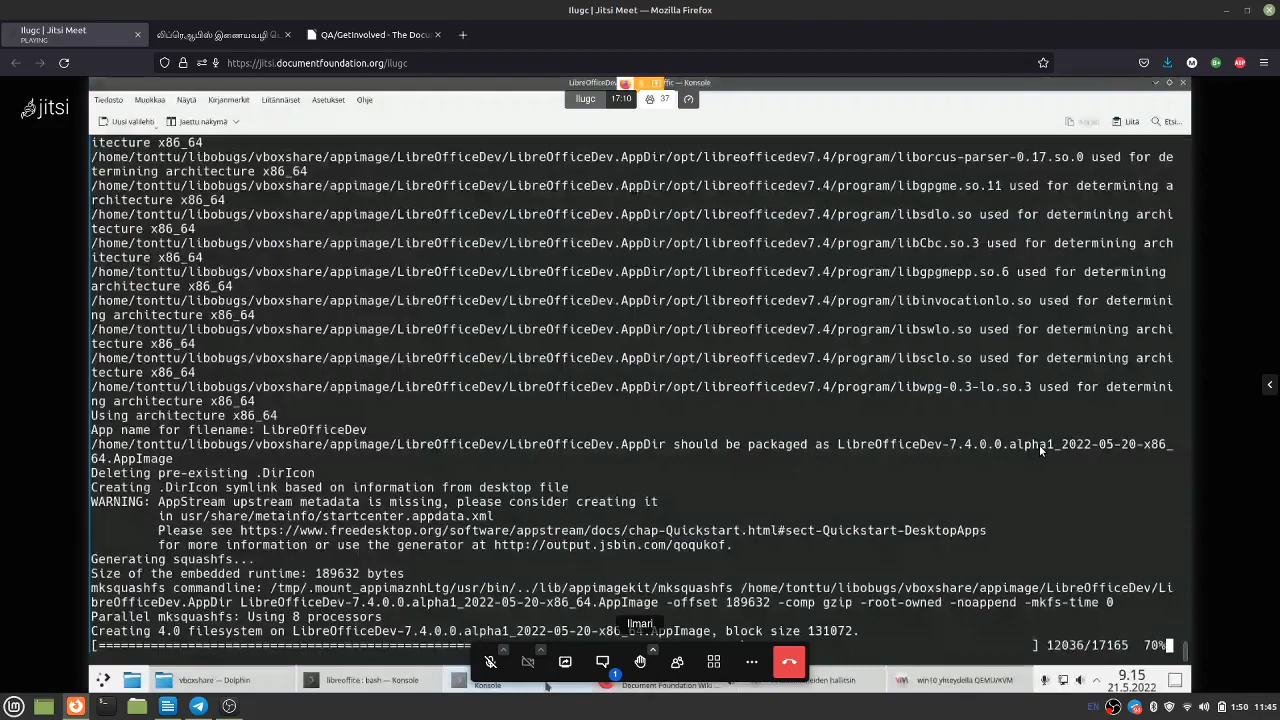 Ilugc | Jitsi Meet — Mozilla Firefox
Ilugc | Jitsi Meet
PLAYING
QA/GetInvolved - The Docu
https://jitsi.documentfoundation.org/ilugc
jitsi
— Konsole
Tiedosto Muokkaa Näytä Kirjanmerkit Liitännäiset Asetukset Ohje
Ilugc 17:10 37
Uusi välilehti Jaettu näkymä Kopioi Liitä Etsi...
itecture x86_64
/home/tonttu/libobugs/vboxshare/appimage/LibreOfficeDev/LibreOfficeDev.AppDir/opt/libreofficedev7.4/program/liborcus-parser-0.17.so.0 used for de
termining architecture x86_64
/home/tonttu/libobugs/vboxshare/appimage/LibreOfficeDev/LibreOfficeDev.AppDir/opt/libreofficedev7.4/program/libgpgme.so.11 used for determining a
rchitecture x86_64
/home/tonttu/libobugs/vboxshare/appimage/LibreOfficeDev/LibreOfficeDev.AppDir/opt/libreofficedev7.4/program/libsdlo.so used for determining archi
tecture x86_64
/home/tonttu/libobugs/vboxshare/appimage/LibreOfficeDev/LibreOfficeDev.AppDir/opt/libreofficedev7.4/program/libCbc.so.3 used for determining arch
itecture x86_64
/home/tonttu/libobugs/vboxshare/appimage/LibreOfficeDev/LibreOfficeDev.AppDir/opt/libreofficedev7.4/program/libgpgmepp.so.6 used for determining
architecture x86_64
/home/tonttu/libobugs/vboxshare/appimage/LibreOfficeDev/LibreOfficeDev.AppDir/opt/libreofficedev7.4/program/libinvocationlo.so used for determini
ng architecture x86_64
/home/tonttu/libobugs/vboxshare/appimage/LibreOfficeDev/LibreOfficeDev.AppDir/opt/libreofficedev7.4/program/libswlo.so used for determining archi
tecture x86_64
/home/tonttu/libobugs/vboxshare/appimage/LibreOfficeDev/LibreOfficeDev.AppDir/opt/libreofficedev7.4/program/libsclo.so used for determining archi
tecture x86_64
/home/tonttu/libobugs/vboxshare/appimage/LibreOfficeDev/LibreOfficeDev.AppDir/opt/libreofficedev7.4/program/libwpg-0.3-lo.so.3 used for determini
ng architecture x86_64
Using architecture x86_64
App name for filename: LibreOfficeDev
/home/tonttu/libobugs/vboxshare/appimage/LibreOfficeDev/LibreOfficeDev.AppDir should be packaged as LibreOfficeDev-7.4.0.0.alpha1_2022-05-20-x86_
64.AppImage
Deleting pre-existing .DirIcon
Creating .DirIcon symlink based on information from desktop file
WARNING: AppStream upstream metadata is missing, please consider creating it
in usr/share/metainfo/startcenter.appdata.xml
Please see https://www.freedesktop.org/software/appstream/docs/chap-Quickstart.html#sect-Quickstart-DesktopApps
for more information or use the generator at http://output.jsbin.com/qoqukof.
Generating squashfs...
Size of the embedded runtime: 189632 bytes
mksquashfs commandline: /tmp/.mount_appimaznhLtg/usr/bin/../lib/appimagekit/mksquashfs /home/tonttu/libobugs/vboxshare/appimage/LibreOfficeDev/Li
breOfficeDev.AppDir LibreOfficeDev-7.4.0.0.alpha1_2022-05-20-x86_64.AppImage -offset 189632 -comp gzip -root-owned -noappend -mkfs-time 0
Parallel mksquashfs: Using 8 processors
Ilmari
Creating 4.0 filesystem on LibreOfficeDev-7.4.0.0.alpha1_2022-05-20-x86_64.AppImage, block size 131072.
] 12036/17165 70%
1
vboxshare — Dolphin libreoffice : bash — Konsole Konsole Document Foundation Wiki hallitsin win10 yhteydellä QEMU/KVM
9.15
21.5.2022
EN 1:50 11:45